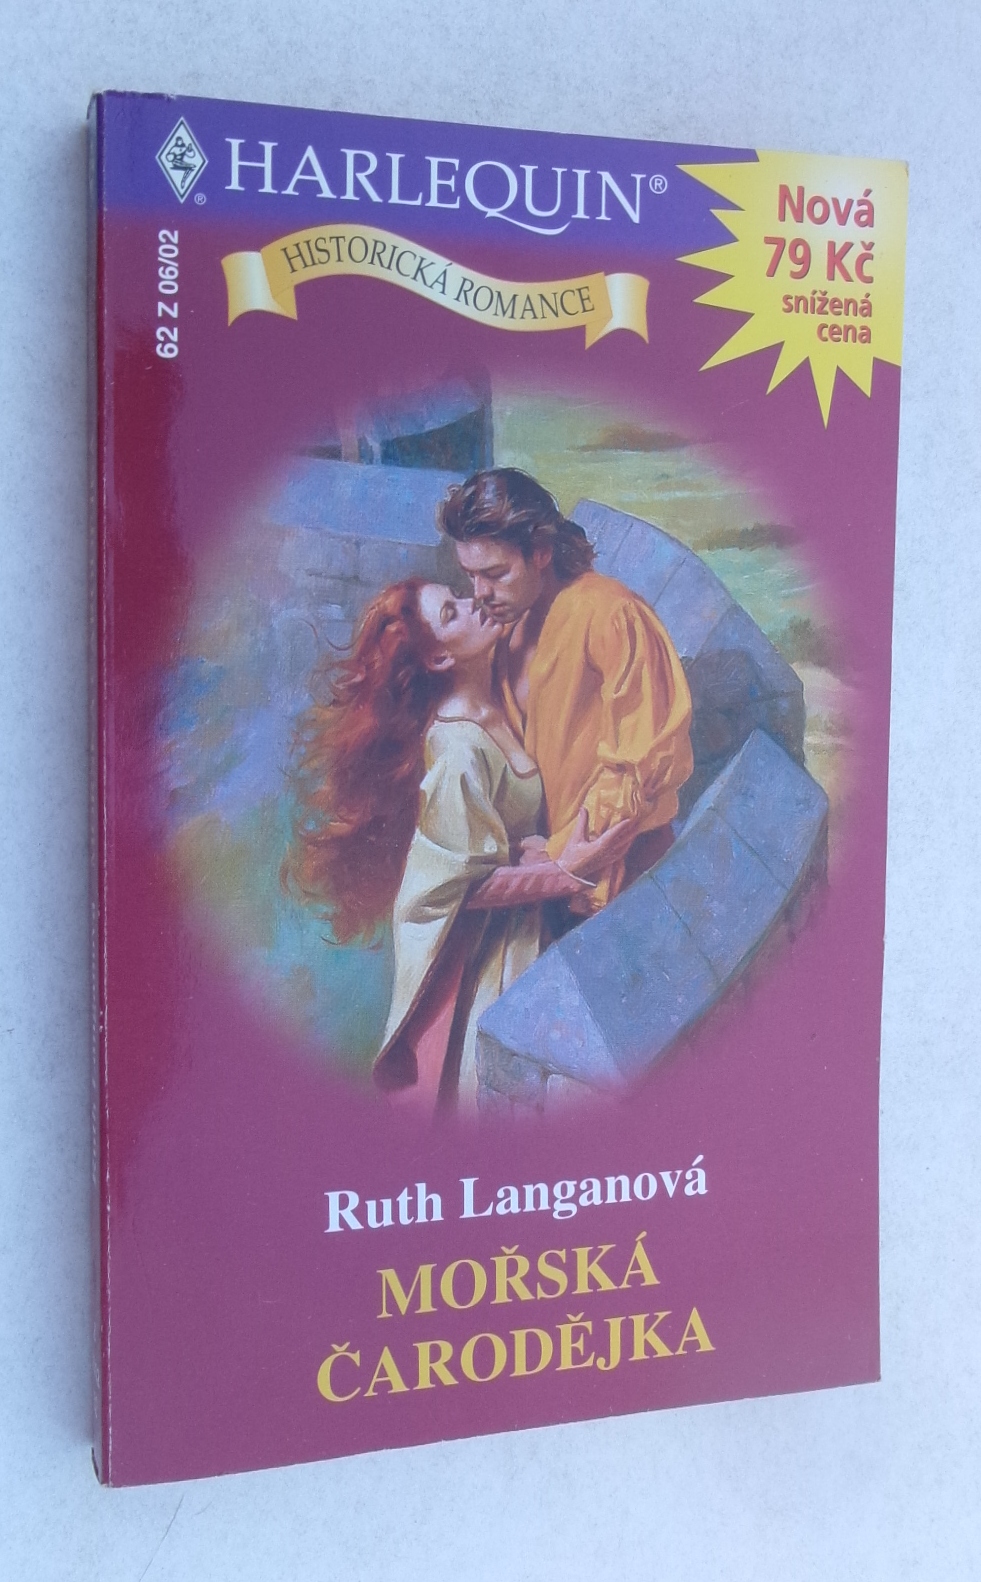 HARLEQUIN®
®
HISTORICKÁ ROMANCE
62 Z 06/02
Nová
79 Kč
snížená
cena
Ruth Langanová
MOŘSKÁ
ČARODĚJKA